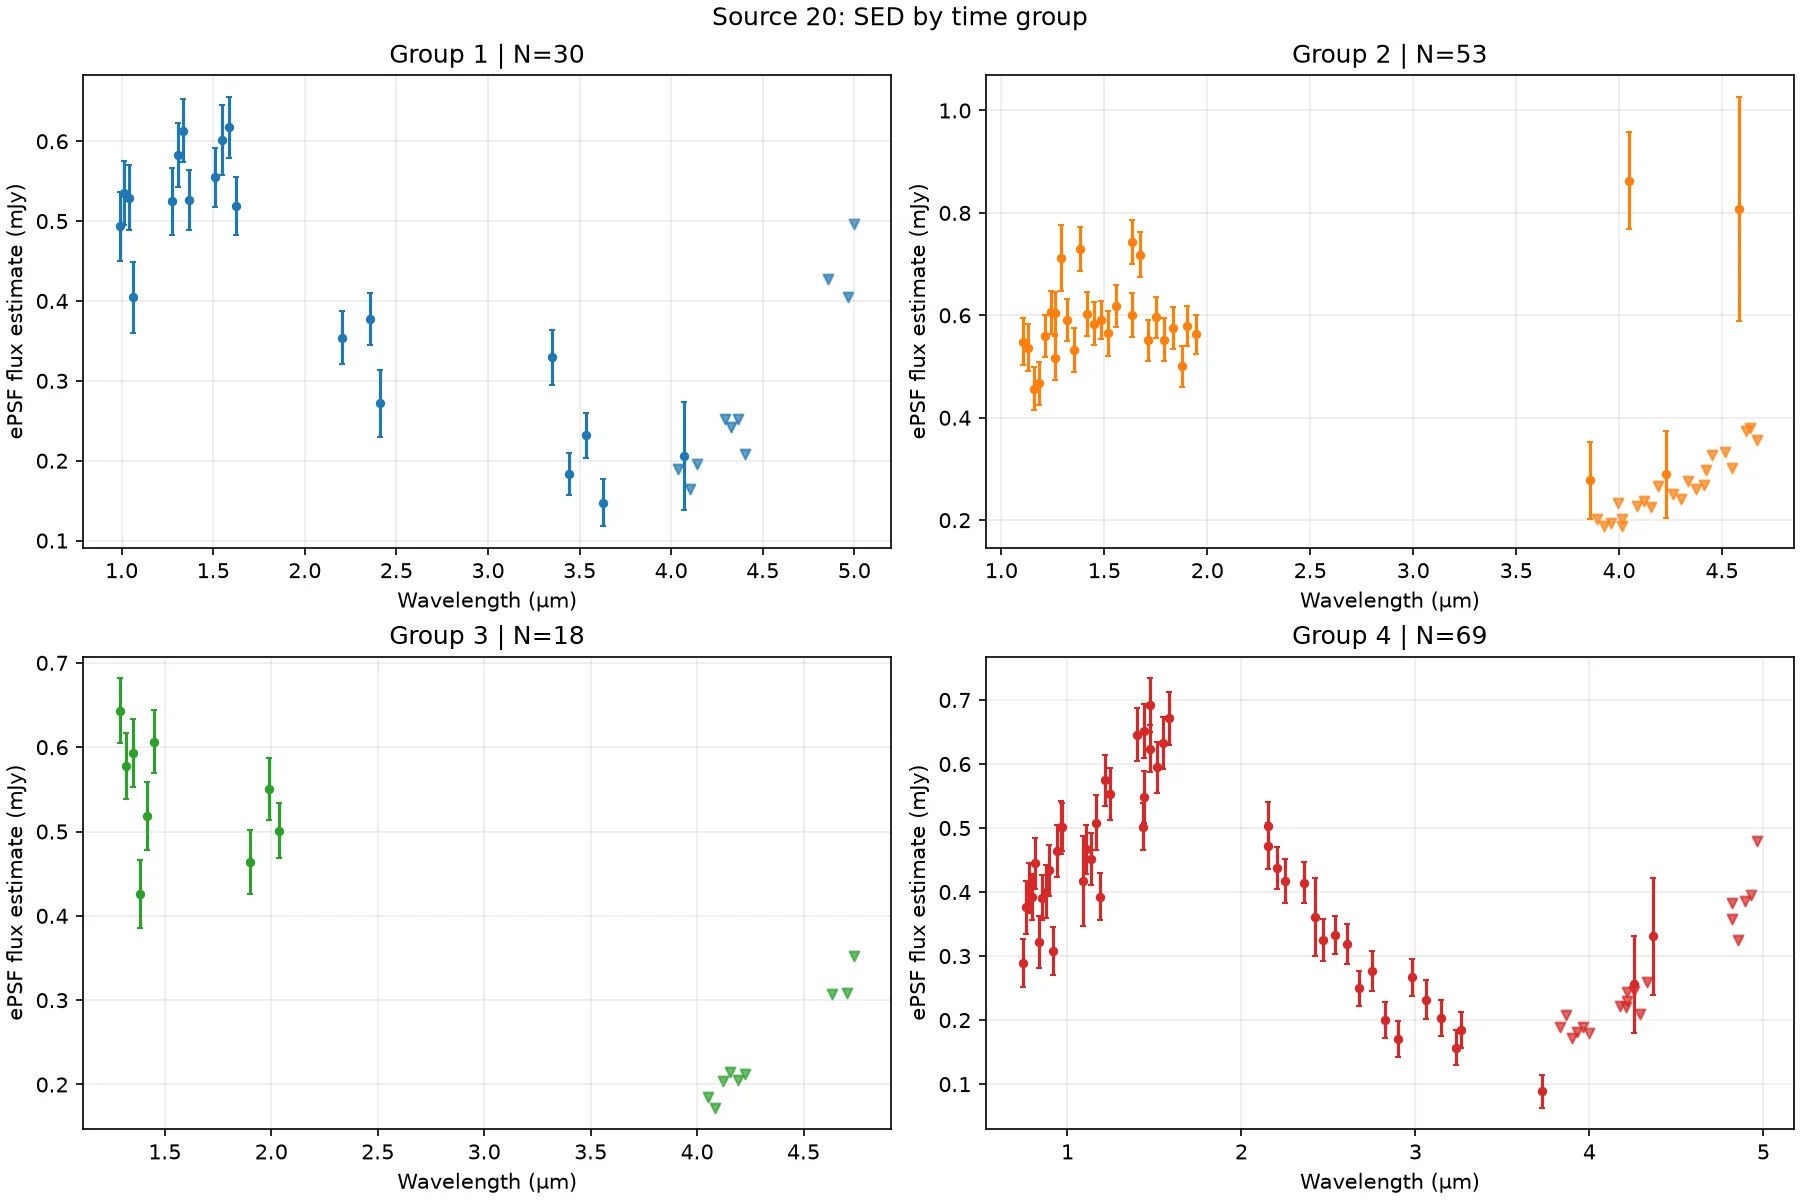 Source 20: SED by time group
Group 1 | N=30
ePSF flux estimate (mJy)
0.6
0.5
0.4
0.3
0.2
0.1
1.0 1.5 2.0 2.5 3.0 3.5 4.0 4.5 5.0
Wavelength (µm)
Group 2 | N=53
ePSF flux estimate (mJy)
1.0
0.8
0.6
0.4
0.2
1.0 1.5 2.0 2.5 3.0 3.5 4.0 4.5
Wavelength (µm)
Group 3 | N=18
ePSF flux estimate (mJy)
0.7
0.6
0.5
0.4
0.3
0.2
1.5 2.0 2.5 3.0 3.5 4.0 4.5
Wavelength (µm)
Group 4 | N=69
ePSF flux estimate (mJy)
0.7
0.6
0.5
0.4
0.3
0.2
0.1
1 2 3 4 5
Wavelength (µm)